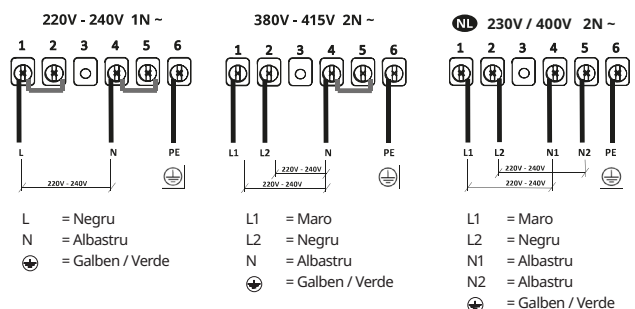 220V - 240V 1N ~
1 2 3 4 5 6
L N PE
220V - 240V
L = Negru
N = Albastru
= Galben / Verde
380V - 415V 2N ~
1 2 3 4 5 6
L1 L2 N PE
220V - 240V
220V - 240V
L1 = Maro
L2 = Negru
N = Albastru
= Galben / Verde
NL 230V / 400V 2N ~
1 2 3 4 5 6
L1 L2 N1 N2 PE
220V - 240V
220V - 240V
L1 = Maro
L2 = Negru
N1 = Albastru
N2 = Albastru
= Galben / Verde